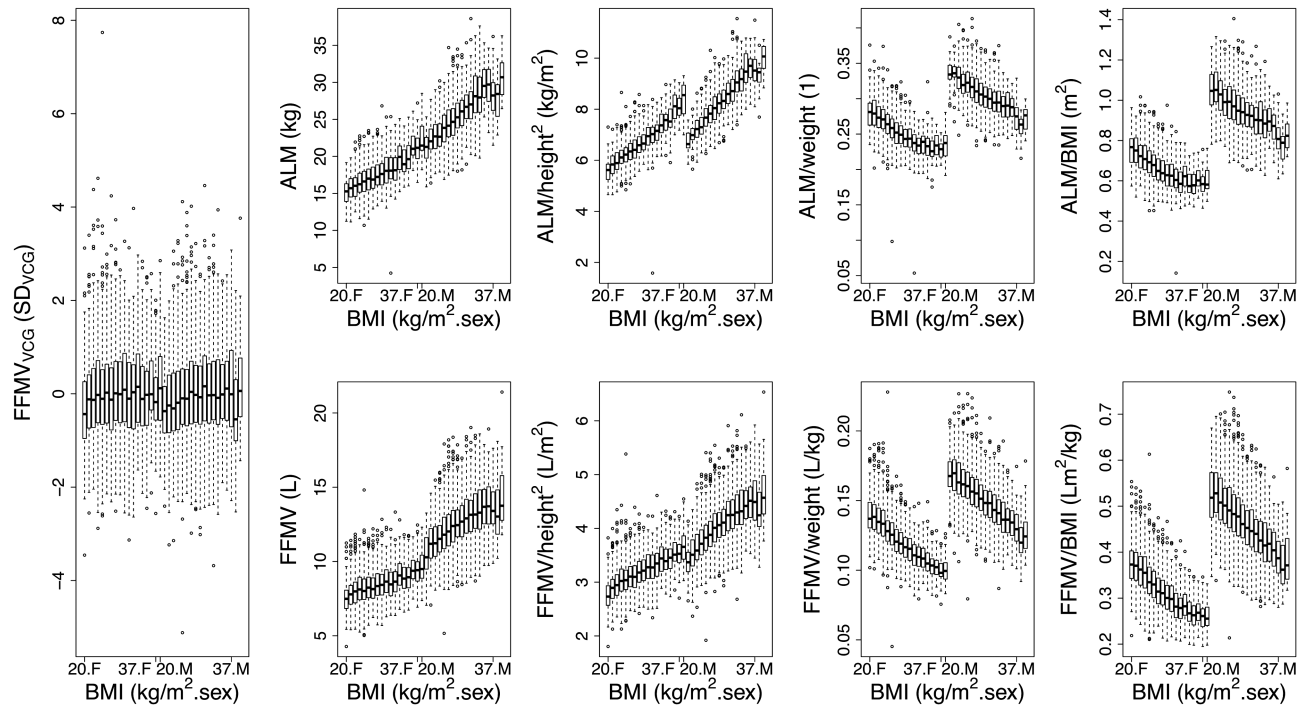 FFMV_VCG (SD_VCG)
8
6
4
2
0
−2
−4
20.F 37.F 20.M 37.M
BMI (kg/m².sex)
ALM (kg)
35
30
25
20
15
10
5
20.F 37.F 20.M 37.M
BMI (kg/m².sex)
ALM/height² (kg/m²)
10
8
6
4
2
20.F 37.F 20.M 37.M
BMI (kg/m².sex)
ALM/weight (1)
0.35
0.25
0.15
0.05
20.F 37.F 20.M 37.M
BMI (kg/m².sex)
ALM/BMI (m²)
1.4
1.2
1.0
0.8
0.6
0.4
0.2
20.F 37.F 20.M 37.M
BMI (kg/m².sex)
FFMV (L)
20
15
10
5
20.F 37.F 20.M 37.M
BMI (kg/m².sex)
FFMV/height² (L/m²)
6
5
4
3
2
20.F 37.F 20.M 37.M
BMI (kg/m².sex)
FFMV/weight (L/kg)
0.20
0.15
0.10
0.05
20.F 37.F 20.M 37.M
BMI (kg/m².sex)
FFMV/BMI (Lm²/kg)
0.7
0.6
0.5
0.4
0.3
0.2
20.F 37.F 20.M 37.M
BMI (kg/m².sex)